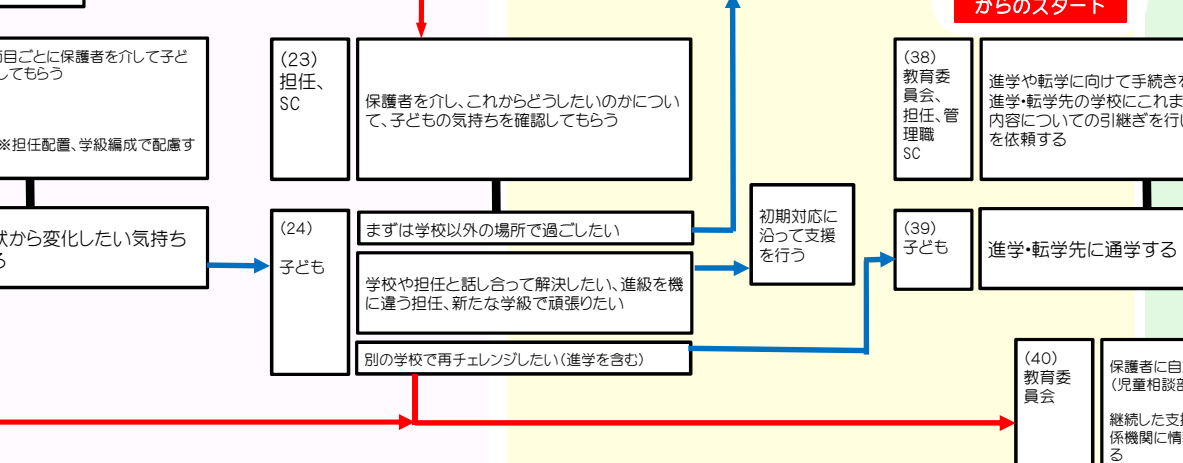 からのスタート
面目ごとに保護者を介して子ど
してもらう
※担任配置、学級編成で配慮す
(23)
担任、
SC
保護者を介し、これからどうしたいのかについ
て、子どもの気持ちを確認してもらう
(38)
教育委
員会、
担任、管
理職
SC
進学や転学に向けて手続きを
進学・転学先の学校にこれま
内容についての引継ぎを行い
を依頼する
状から変化したい気持ち
る
(24)
子ども
まずは学校以外の場所で過ごしたい
学校や担任と話し合って解決したい、進級を機
に違う担任、新たな学級で頑張りたい
別の学校で再チェレンジしたい（進学を含む）
初期対応に
沿って支援
を行う
(39)
子ども
進学・転学先に通学する
(40)
教育委
員会
保護者に自
（児童相談部
継続した支援
係機関に情
る